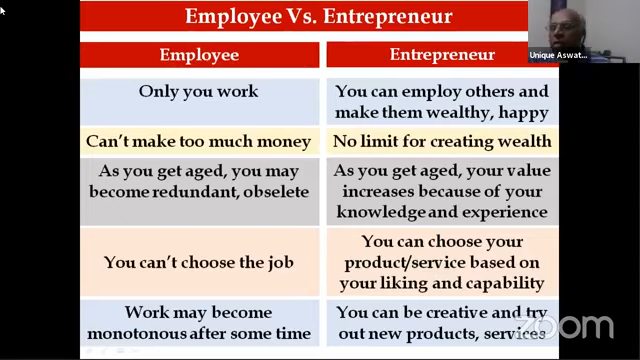 Employee Vs. Entrepreneur
Employee
Entrepreneur
Only you work
You can employ others and
make them wealthy, happy
Can't make too much money
No limit for creating wealth
As you get aged, you may
become redundant, obselete
As you get aged, your value
increases because of your
knowledge and experience
You can't choose the job
You can choose your
product/service based on
your liking and capability
Work may become
monotonous after some time
You can be creative and try
out new products, services
Unique Aswat...
zoom